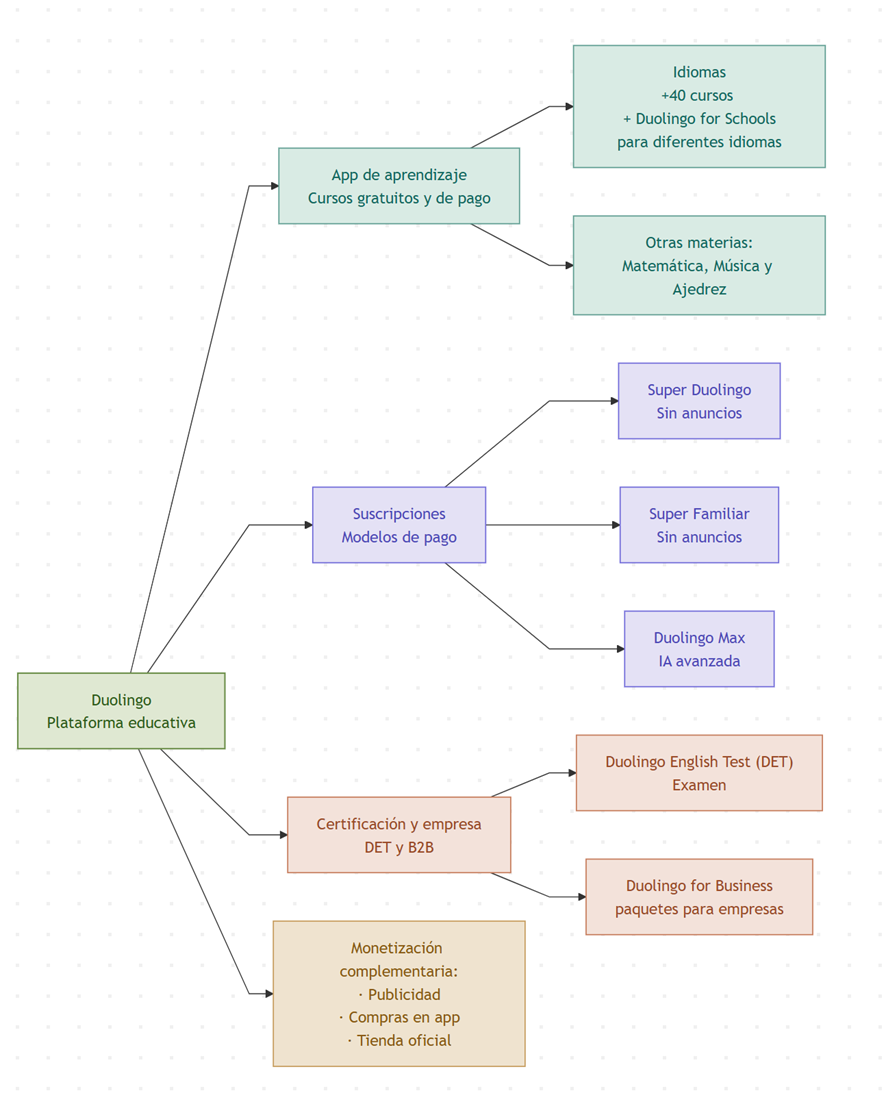 Idiomas
+40 cursos
+ Duolingo for Schools
para diferentes idiomas
App de aprendizaje
Cursos gratuitos y de pago
Otras materias:
Matemática, Música y
Ajedrez
Super Duolingo
Sin anuncios
Suscripciones
Modelos de pago
Super Familiar
Sin anuncios
Duolingo Max
IA avanzada
Duolingo
Plataforma educativa
Duolingo English Test (DET)
Examen
Certificación y empresa
DET y B2B
Duolingo for Business
paquetes para empresas
Monetización
complementaria:
· Publicidad
· Compras en app
· Tienda oficial